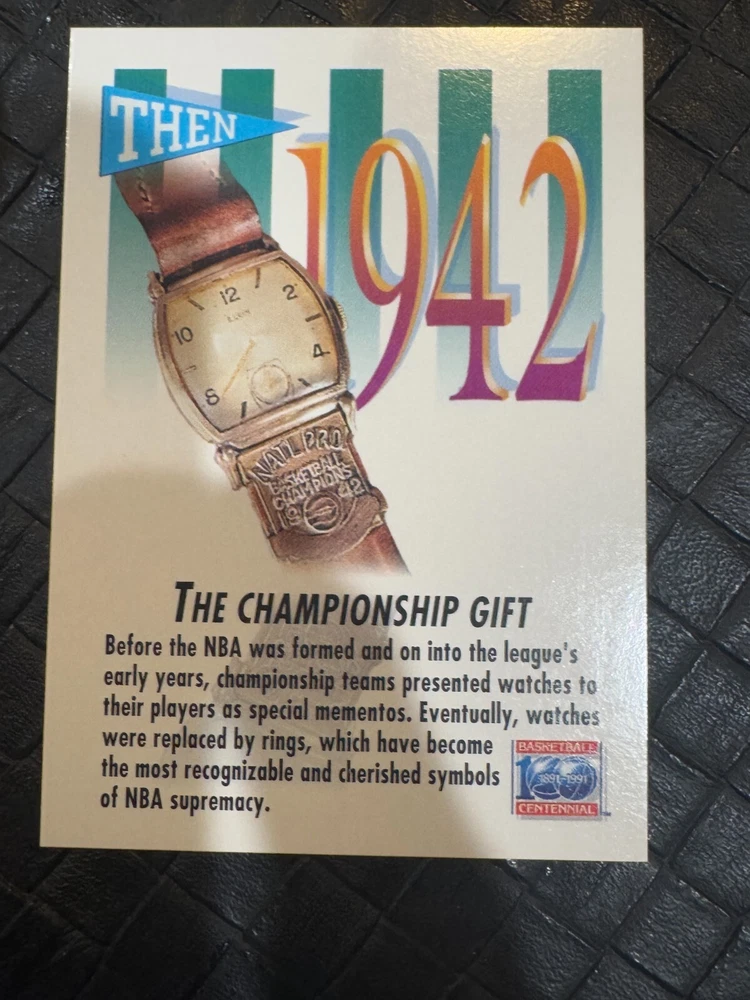 THEN
1942
12
2
10
ELGIN
4
8
NAT'L PRO
BASKETBALL
CHAMPIONS
19 42
THE CHAMPIONSHIP GIFT
Before the NBA was formed and on into the league's
early years, championship teams presented watches to
their players as special mementos. Eventually, watches
were replaced by rings, which have become
the most recognizable and cherished symbols
of NBA supremacy.
BASKETBALL
100
1891-1991
CENTENNIAL
TM